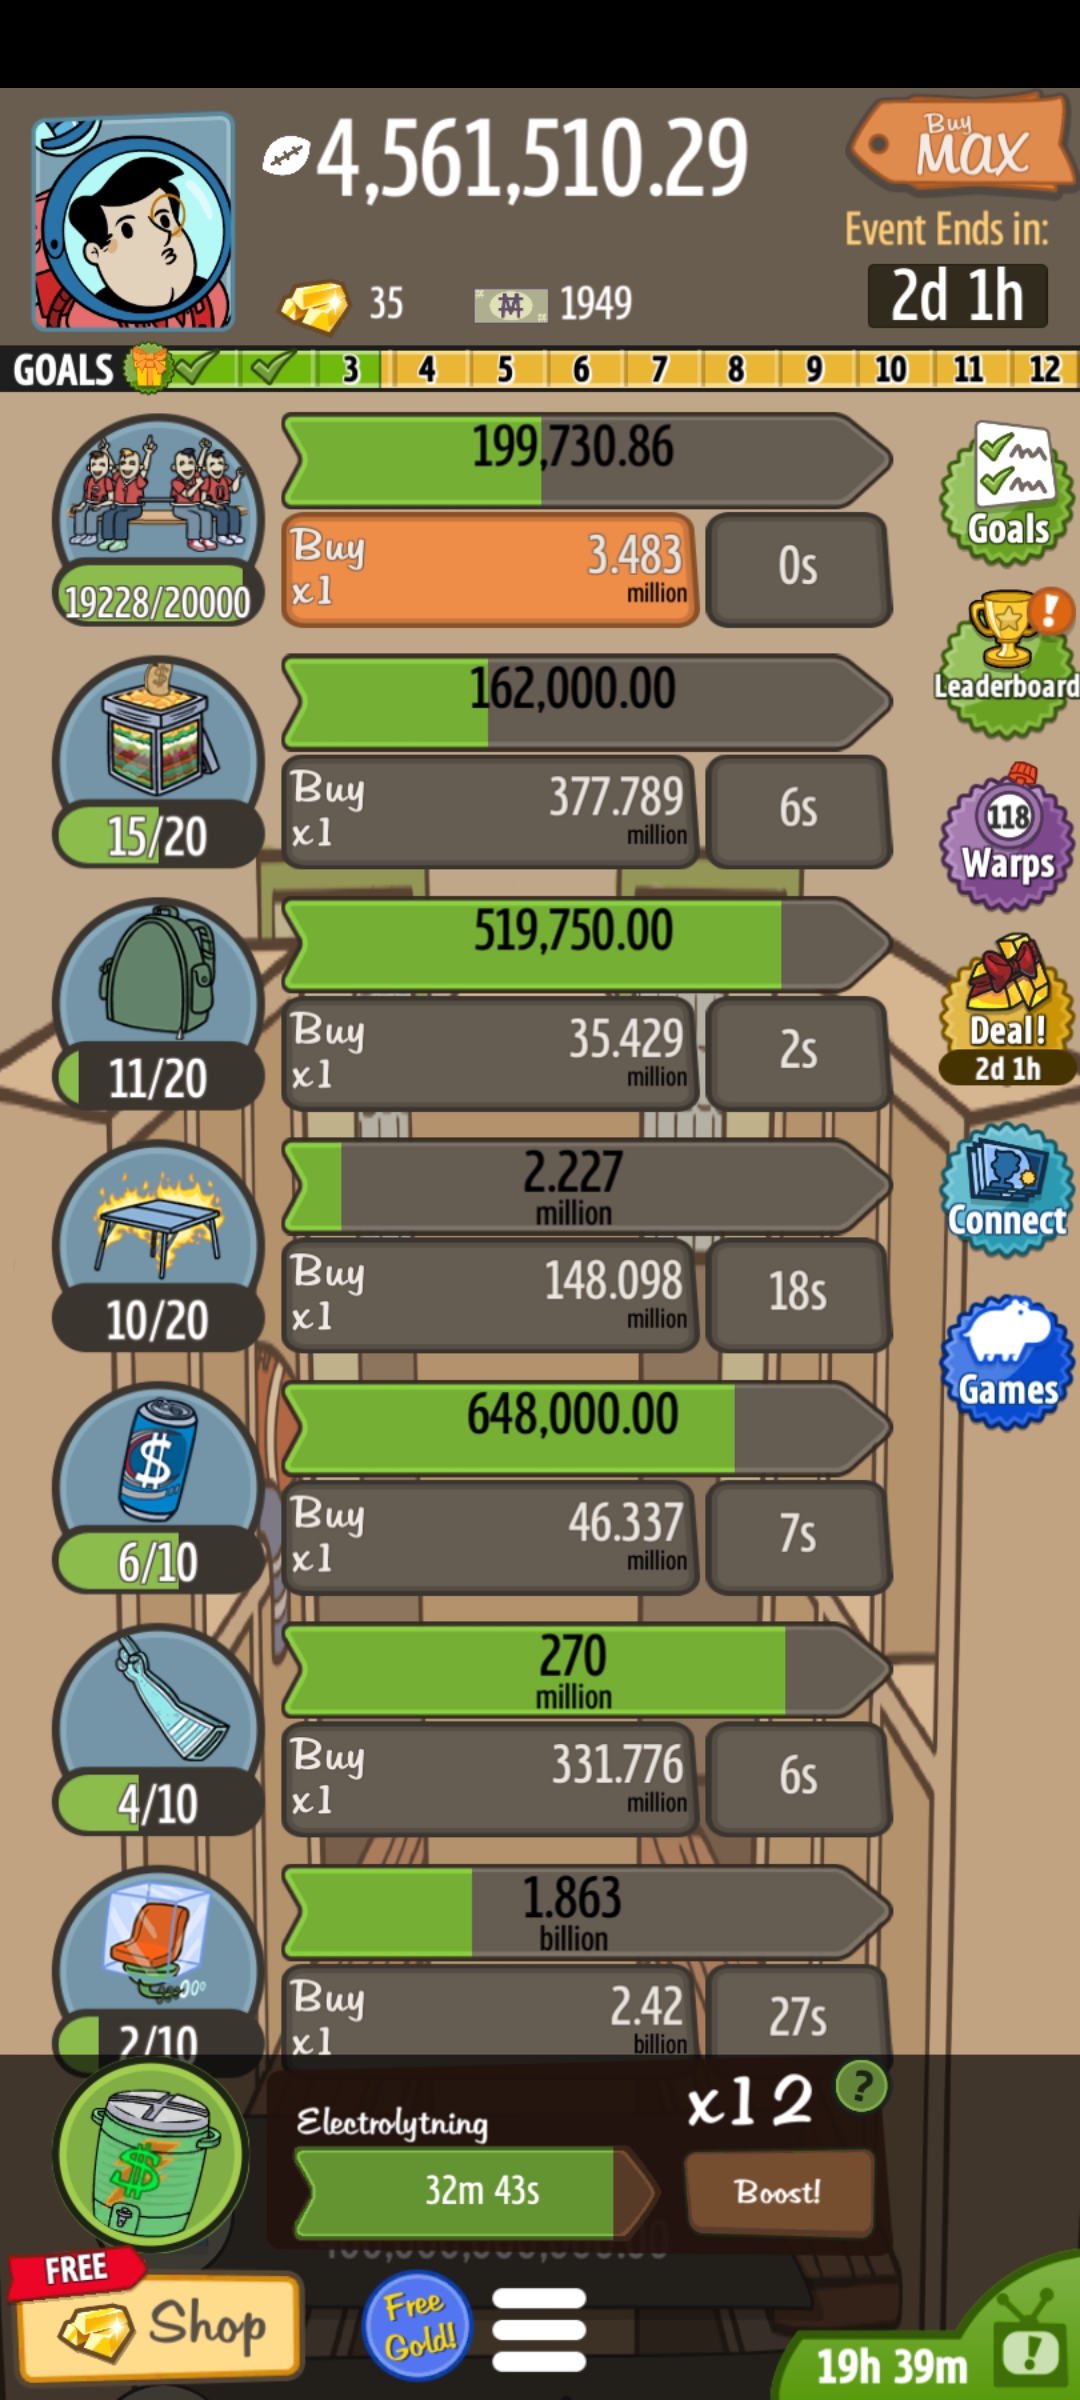 4,561,510.29
Buy
MAX
Event Ends in:
2d 1h
35
1949
GOALS 3 4 5 6 7 8 9 10 11 12
199,730.86
Buy
x1
3.483
million
0s
19228/20000
Goals
162,000.00
Buy
x1
377.789
million
6s
15/20
Leaderboard
519,750.00
Buy
x1
35.429
million
2s
11/20
118
Warps
Deal!
2d 1h
2.227
million
Buy
x1
148.098
million
18s
10/20
Connect
648,000.00
Buy
x1
46.337
million
7s
6/10
Games
270
million
Buy
x1
331.776
million
6s
4/10
1.863
billion
Buy
x1
2.42
billion
27s
2/10
Electrolytning
x12
?
32m 43s
Boost!
FREE
Shop
Free
Gold!
19h 39m